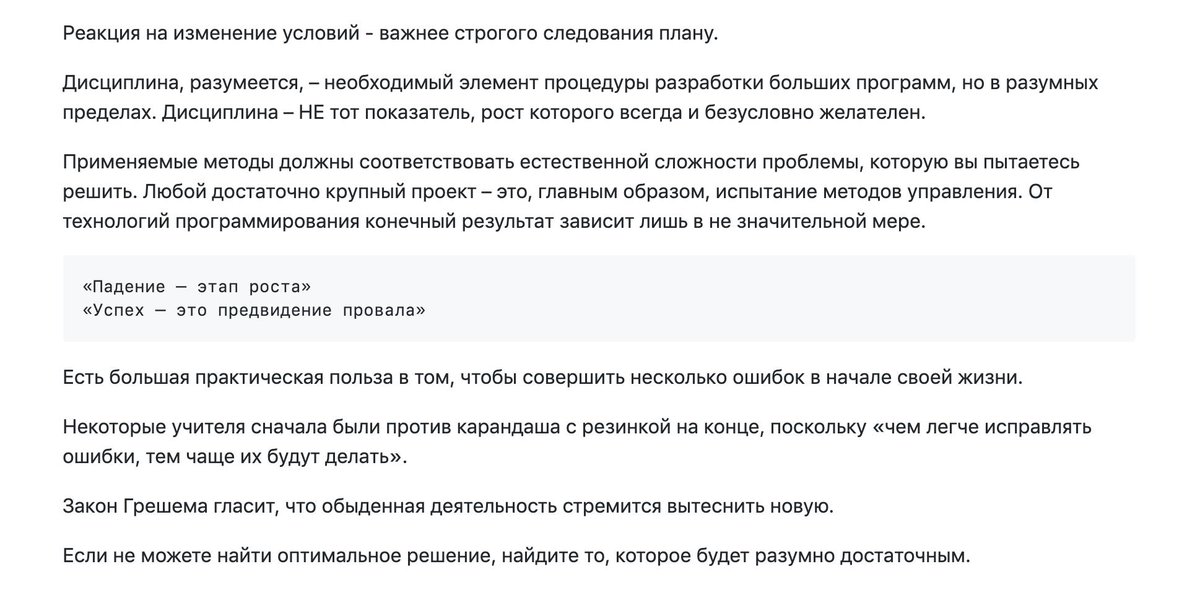 Реакция на изменение условий - важнее строгого следования плану.
Дисциплина, разумеется, – необходимый элемент процедуры разработки больших программ, но в разумных
пределах. Дисциплина – НЕ тот показатель, рост которого всегда и безусловно желателен.
Применяемые методы должны соответствовать естественной сложности проблемы, которую вы пытаетесь
решить. Любой достаточно крупный проект – это, главным образом, испытание методов управления. От
технологий программирования конечный результат зависит лишь в не значительной мере.
«Падение — этап роста»
«Успех — это предвидение провала»
Есть большая практическая польза в том, чтобы совершить несколько ошибок в начале своей жизни.
Некоторые учителя сначала были против карандаша с резинкой на конце, поскольку «чем легче исправлять
ошибки, тем чаще их будут делать».
Закон Грешема гласит, что обыденная деятельность стремится вытеснить новую.
Если не можете найти оптимальное решение, найдите то, которое будет разумно достаточным.